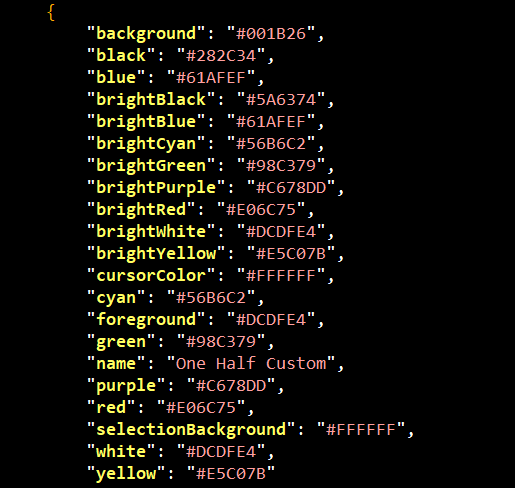 {
"background": "#001B26",
"black": "#282C34",
"blue": "#61AFEF",
"brightBlack": "#5A6374",
"brightBlue": "#61AFEF",
"brightCyan": "#56B6C2",
"brightGreen": "#98C379",
"brightPurple": "#C678DD",
"brightRed": "#E06C75",
"brightWhite": "#DCDFE4",
"brightYellow": "#E5C07B",
"cursorColor": "#FFFFFF",
"cyan": "#56B6C2",
"foreground": "#DCDFE4",
"green": "#98C379",
"name": "One Half Custom",
"purple": "#C678DD",
"red": "#E06C75",
"selectionBackground": "#FFFFFF",
"white": "#DCDFE4",
"yellow": "#E5C07B"